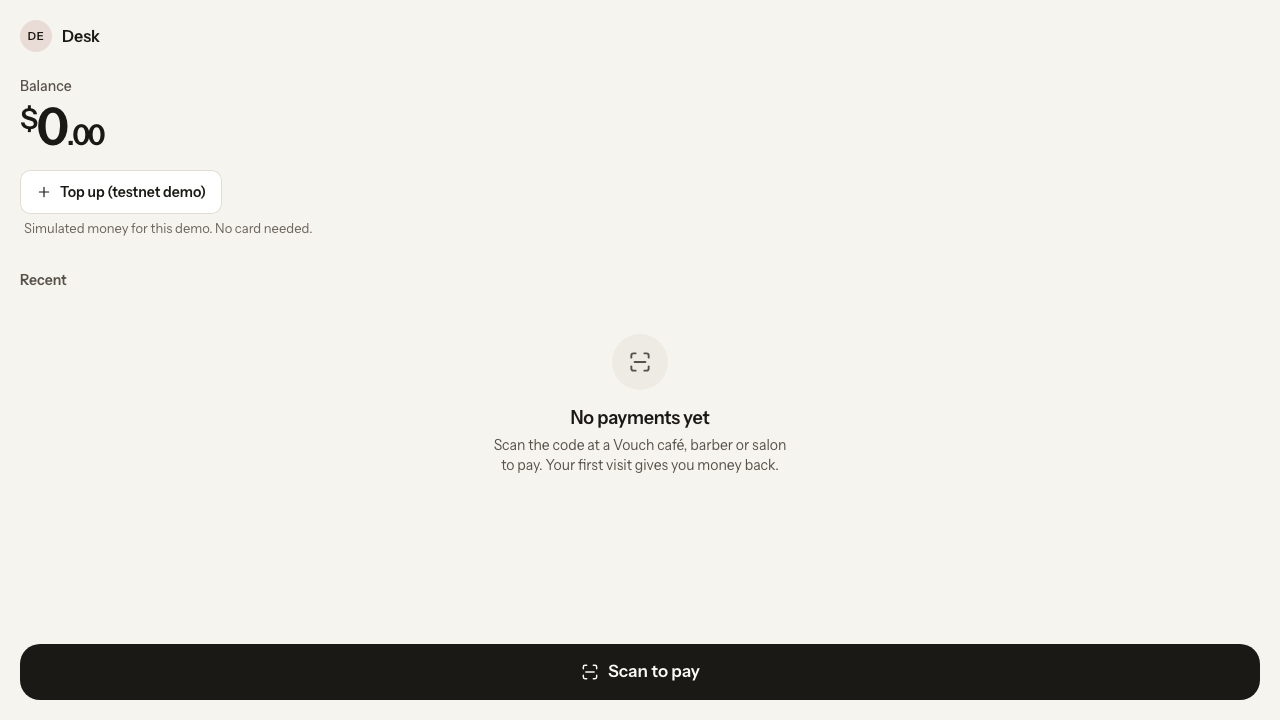 DE
Desk
Balance
$0.00
Top up (testnet demo)
Simulated money for this demo. No card needed.
Recent
No payments yet
Scan the code at a Vouch café, barber or salon
to pay. Your first visit gives you money back.
Scan to pay